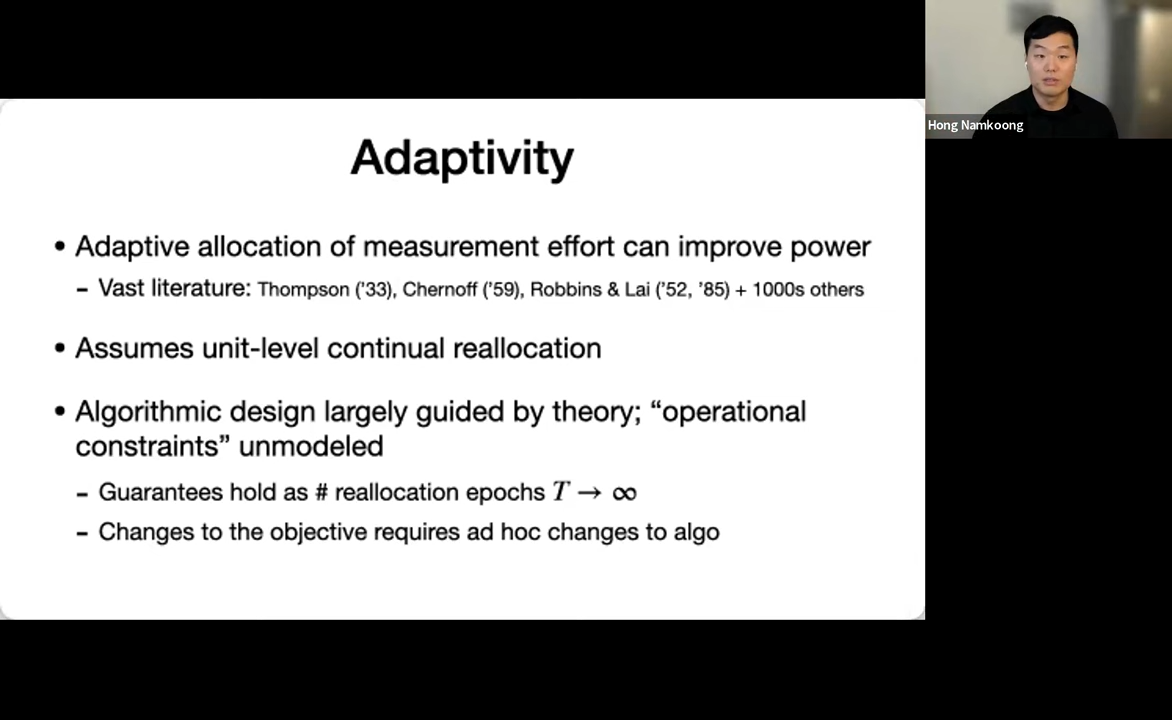 Adaptivity
• Adaptive allocation of measurement effort can improve power
– Vast literature: Thompson (’33), Chernoff (’59), Robbins & Lai (’52, ’85) + 1000s others
• Assumes unit-level continual reallocation
• Algorithmic design largely guided by theory; “operational
constraints” unmodeled
– Guarantees hold as # reallocation epochs T → ∞
– Changes to the objective requires ad hoc changes to algo
Hong Namkoong